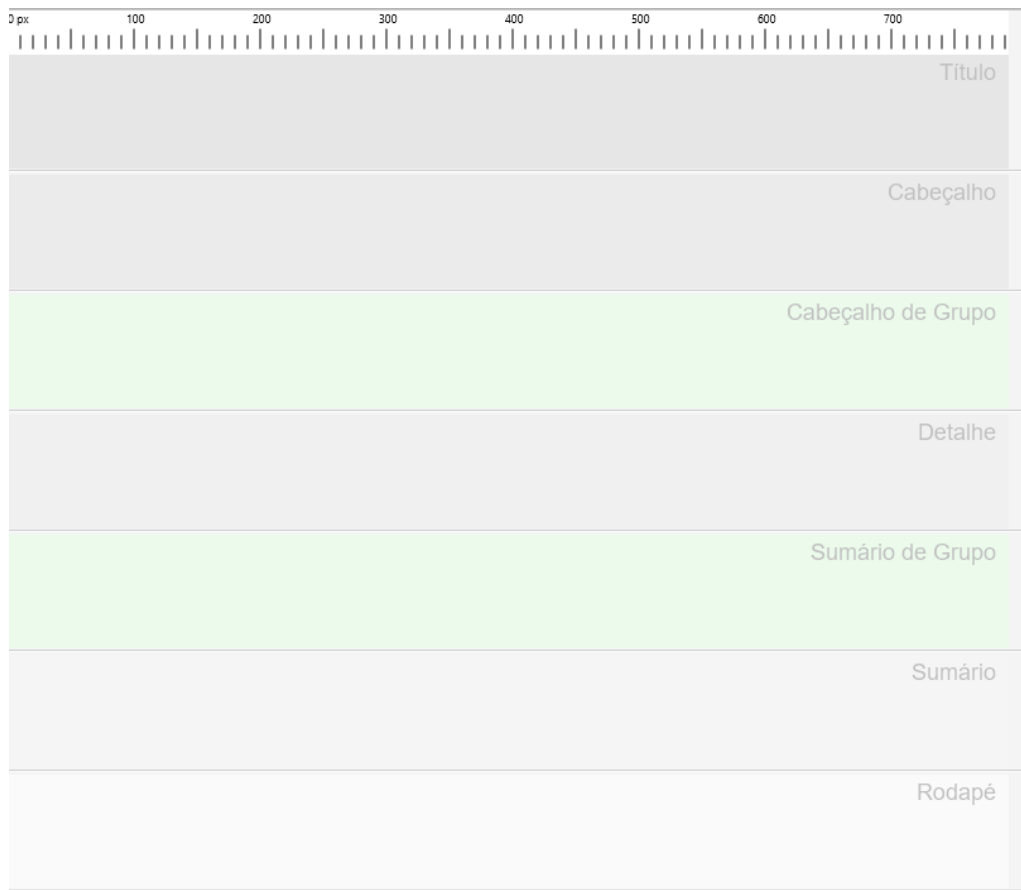 0 px 100 200 300 400 500 600 700
Título
Cabeçalho
Cabeçalho de Grupo
Detalhe
Sumário de Grupo
Sumário
Rodapé